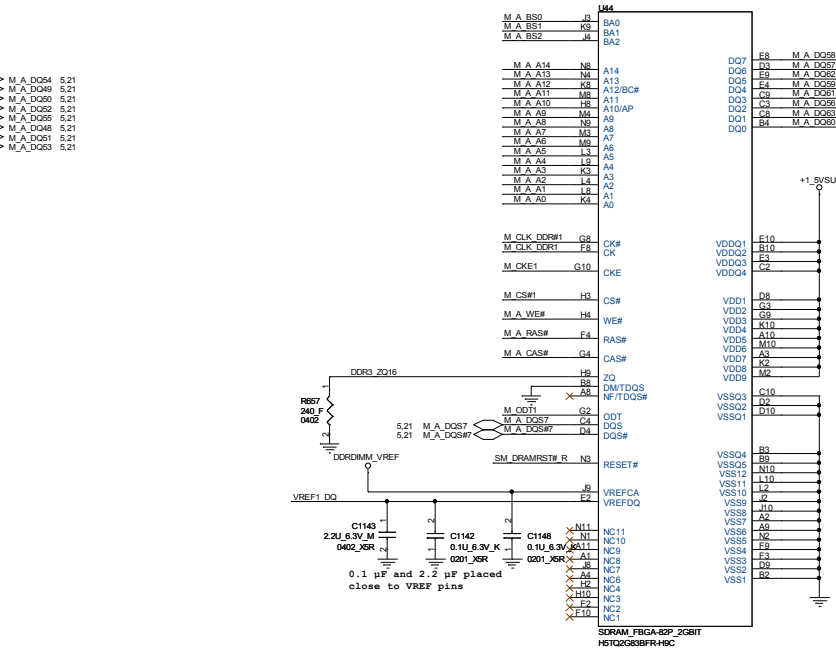 U44
M_A_BS0 J3 BA0
M_A_BS1 K9 BA1
M_A_BS2 J4 BA2
M_A_DQ54 5,21
M_A_DQ49 5,21
M_A_DQ50 5,21
M_A_DQ52 5,21
M_A_DQ55 5,21
M_A_DQ48 5,21
M_A_DQ51 5,21
M_A_DQ53 5,21
M_A_A14 N8 A14
M_A_A13 N4 A13
M_A_A12 K8 A12/BC#
M_A_A11 M8 A11
M_A_A10 H8 A10/AP
M_A_A9 M4 A9
M_A_A8 N9 A8
M_A_A7 M3 A7
M_A_A6 M9 A6
M_A_A5 L3 A5
M_A_A4 L9 A4
M_A_A3 K3 A3
M_A_A2 L4 A2
M_A_A1 L8 A1
M_A_A0 K4 A0
DQ7 E8 M_A_DQ58
DQ6 D3 M_A_DQ57
DQ5 E9 M_A_DQ62
DQ4 E4 M_A_DQ59
DQ3 C9 M_A_DQ61
DQ2 C3 M_A_DQ56
DQ1 C8 M_A_DQ63
DQ0 B4 M_A_DQ60
+1_5VSU
M_CLK_DDR#1 G8 CK#
M_CLK_DDR1 F8 CK
M_CKE1 G10 CKE
VDDQ1 E10
VDDQ2 B10
VDDQ3 E3
VDDQ4 C2
M_CS#1 H3 CS#
M_A_WE# H4 WE#
M_A_RAS# F4 RAS#
M_A_CAS# G4 CAS#
VDD1 D8
VDD2 G3
VDD3 G9
VDD4 K10
VDD5 A10
VDD6 M10
VDD7 A3
VDD8 K2
VDD9 M2
DDR3_ZQ16 H9 ZQ
B8 DM/TDQS
A8 NF/TDQS#
1
R657
240_F
0402
2
M_ODT1 G2 ODT
5,21 M_A_DQS7 C4 DQS
5,21 M_A_DQS#7 D4 DQS#
VSSQ3 C10
VSSQ2 D2
VSSQ1 D10
DDRDIMM_VREF
SM_DRAMRST#_R N3 RESET#
J9 VREFCA
VREF1_DQ E2 VREFDQ
VSSQ4 B3
VSSQ5 B9
VSS12 N10
VSS11 L10
VSS10 L2
VSS9 J2
VSS8 J10
VSS7 A2
VSS6 A9
VSS5 N2
VSS4 F9
VSS3 F3
VSS2 D9
VSS1 B2
1
C1143
2.2U_6.3V_M
2
0402_X5R
2
C1142
0.1U_6.3V_K
1
0201_X5R
2
C1148
0.1U_6.3V_K
1
0201_X5R
N11 NC11
N1 NC10
A11 NC9
A1 NC8
J8 NC7
A4 NC6
H2 NC4
H10 NC3
F2 NC2
F10 NC1
0.1 µF and 2.2 µF placed
close to VREF pins
SDRAM_FBGA-82P_2GBIT
H5TQ2G83BFR-H9C